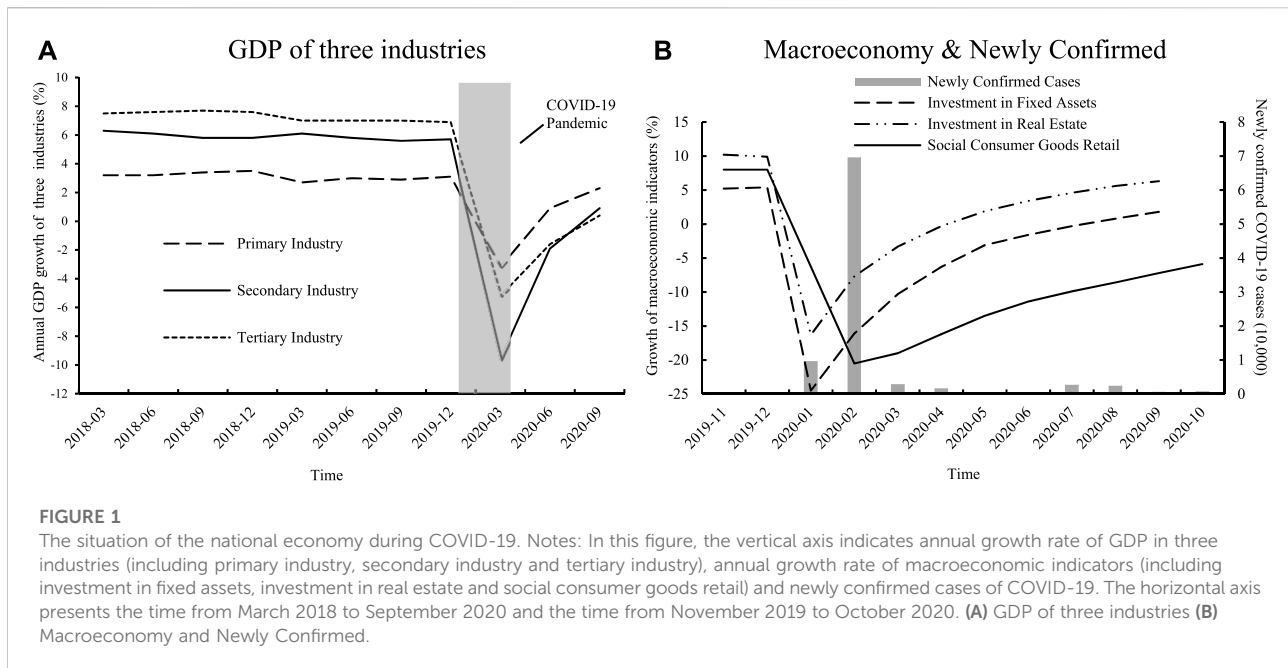 A
GDP of three industries
Annual GDP growth of three industries (%)
10
8
6
4
2
0
-2
-4
-6
-8
-10
-12
COVID-19
Pandemic
Primary Industry
Secondary Industry
Tertiary Industry
2018-03
2018-06
2018-09
2018-12
2019-03
2019-06
2019-09
2019-12
2020-03
2020-06
2020-09
Time
B
Macroeconomy & Newly Confirmed
Newly Confirmed Cases
Investment in Fixed Assets
Investment in Real Estate
Social Consumer Goods Retail
Growth of macroeconomic indicators (%)
15
10
5
0
-5
-10
-15
-20
-25
8
7
6
5
4
3
2
1
0
Newly confirmed COVID-19
cases (10,000)
2019-11
2019-12
2020-01
2020-02
2020-03
2020-04
2020-05
2020-06
2020-07
2020-08
2020-09
2020-10
Time
FIGURE 1
The situation of the national economy during COVID-19. Notes: In this figure, the vertical axis indicates annual growth rate of GDP in three
industries (including primary industry, secondary industry and tertiary industry), annual growth rate of macroeconomic indicators (including
investment in fixed assets, investment in real estate and social consumer goods retail) and newly confirmed cases of COVID-19. The horizontal axis
presents the time from March 2018 to September 2020 and the time from November 2019 to October 2020. (A) GDP of three industries (B)
Macroeconomy and Newly Confirmed.